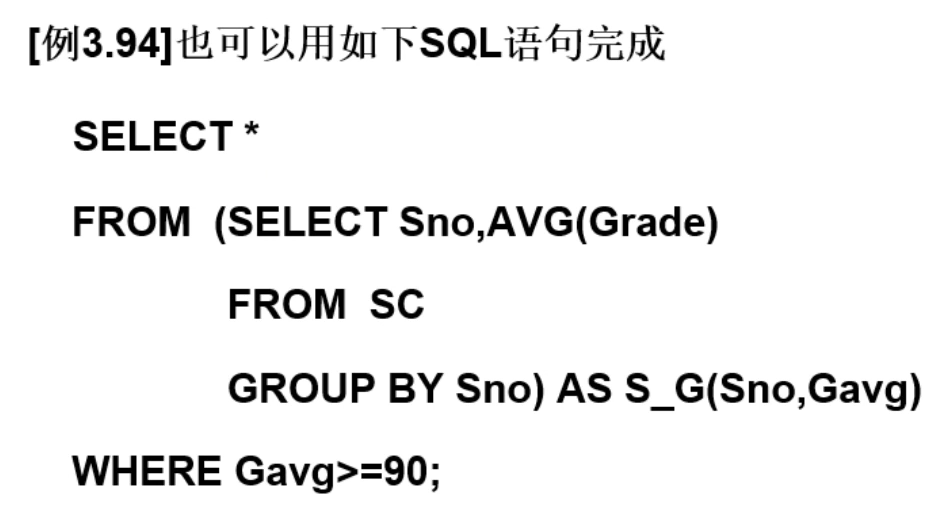 [例3.94]也可以用如下SQL语句完成
SELECT *
FROM (SELECT Sno,AVG(Grade)
FROM SC
GROUP BY Sno) AS S_G(Sno,Gavg)
WHERE Gavg>=90;